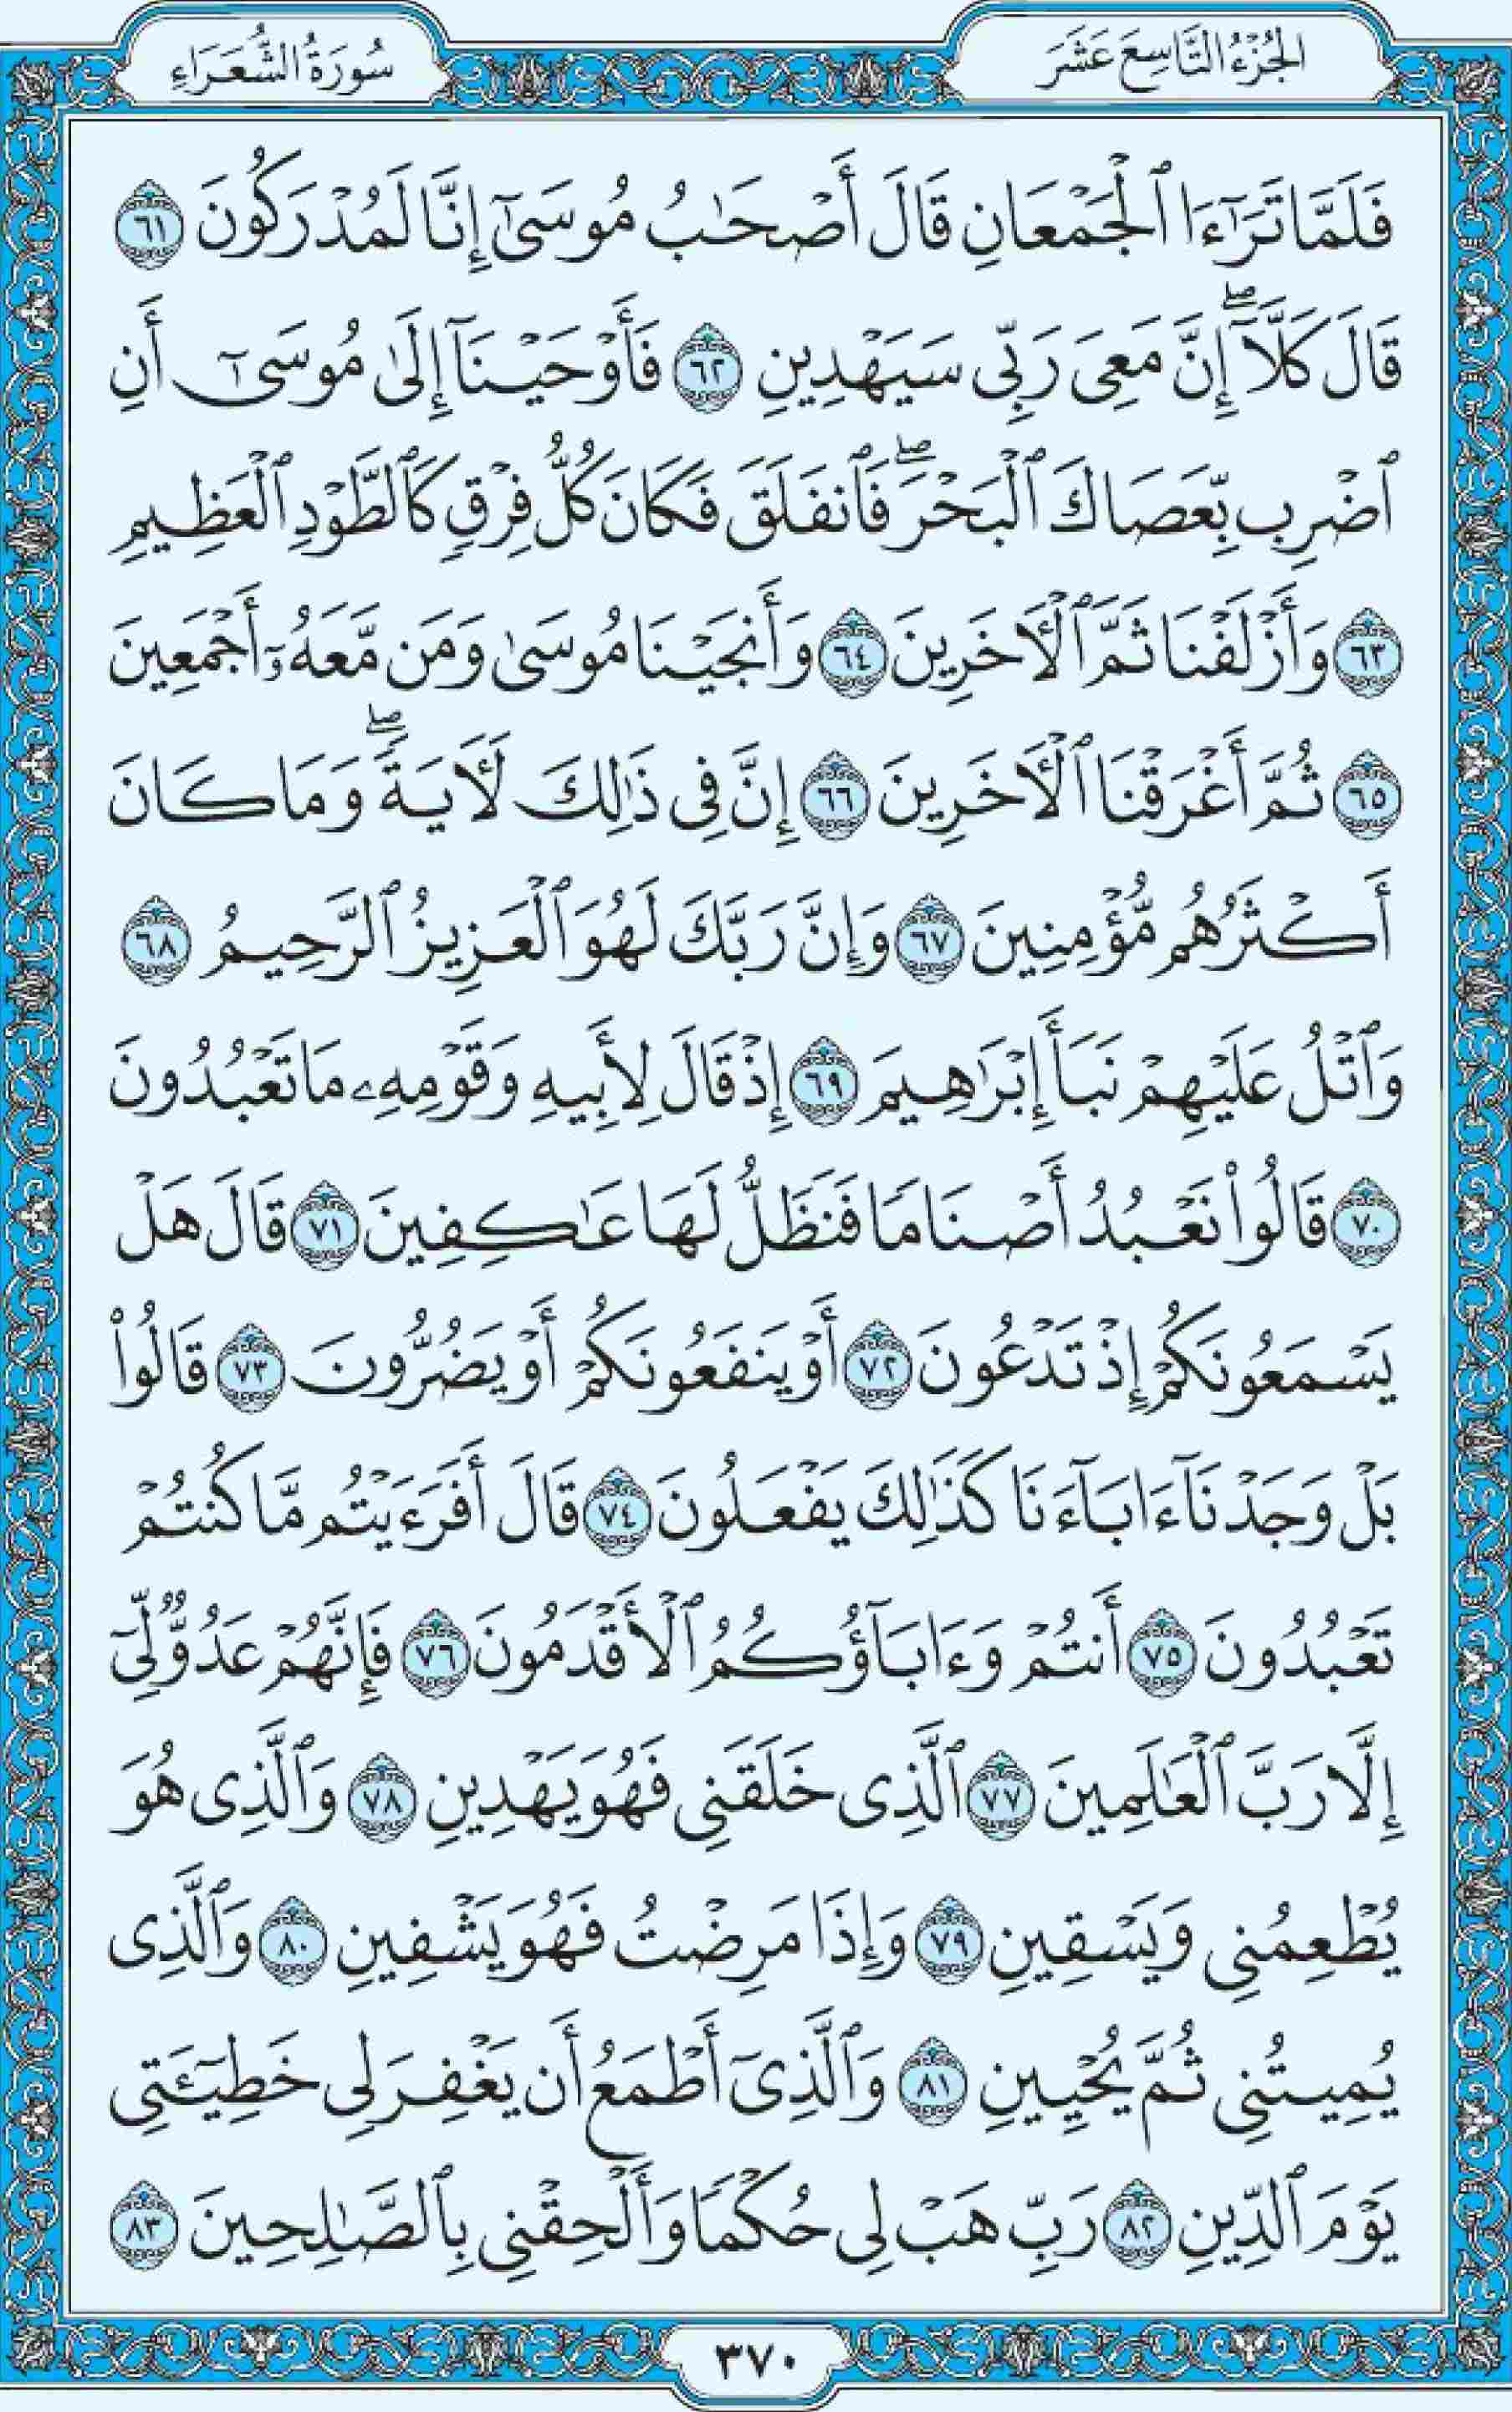 الجُزْءُ التَّاسِعَ عَشَرَ
سُورَةُ الشُّعَرَاءِ
فَلَمَّا تَرَٰٓءَا ٱلْجَمْعَانِ قَالَ أَصْحَٰبُ مُوسَىٰٓ إِنَّا لَمُدْرَكُونَ ٦١
قَالَ كَلَّآ ۖ إِنَّ مَعِىَ رَبِّى سَيَهْدِينِ ٦٢ فَأَوْحَيْنَآ إِلَىٰ مُوسَىٰٓ أَنِ
ٱضْرِب بِّعَصَاكَ ٱلْبَحْرَ ۖ فَٱنفَلَقَ فَكَانَ كُلُّ فِرْقٍ كَٱلطَّوْدِ ٱلْعَظِيمِ
٦٣ وَأَزْلَفْنَا ثَمَّ ٱلْءَاخَرِينَ ٦٤ وَأَنجَيْنَا مُوسَىٰ وَمَن مَّعَهُۥٓ أَجْمَعِينَ
٦٥ ثُمَّ أَغْرَقْنَا ٱلْءَاخَرِينَ ٦٦ إِنَّ فِى ذَٰلِكَ لَءَايَةً ۖ وَمَا كَانَ
أَكْثَرُهُم مُّؤْمِنِينَ ٦٧ وَإِنَّ رَبَّكَ لَهُوَ ٱلْعَزِيزُ ٱلرَّحِيمُ ٦٨
وَٱتْلُ عَلَيْهِمْ نَبَأَ إِبْرَٰهِيمَ ٦٩ إِذْ قَالَ لِأَبِيهِ وَقَوْمِهِۦ مَا تَعْبُدُونَ
٧٠ قَالُوا۟ نَعْبُدُ أَصْنَامًا فَنَظَلُّ لَهَا عَٰكِفِينَ ٧١ قَالَ هَلْ
يَسْمَعُونَكُمْ إِذْ تَدْعُونَ ٧٢ أَوْ يَنفَعُونَكُمْ أَوْ يَضُرُّونَ ٧٣ قَالُوا۟
بَلْ وَجَدْنَآ ءَابَآءَنَا كَذَٰلِكَ يَفْعَلُونَ ٧٤ قَالَ أَفَرَءَيْتُم مَّا كُنتُمْ
تَعْبُدُونَ ٧٥ أَنتُمْ وَءَابَآؤُكُمُ ٱلْأَقْدَمُونَ ٧٦ فَإِنَّهُمْ عَدُوٌّ لِّىٓ
إِلَّا رَبَّ ٱلْعَٰلَمِينَ ٧٧ ٱلَّذِى خَلَقَنِى فَهُوَ يَهْدِينِ ٧٨ وَٱلَّذِى هُوَ
يُطْعِمُنِى وَيَسْقِينِ ٧٩ وَإِذَا مَرِضْتُ فَهُوَ يَشْفِينِ ٨٠ وَٱلَّذِى
يُمِيتُنِى ثُمَّ يُحْيِينِ ٨١ وَٱلَّذِىٓ أَطْمَعُ أَن يَغْفِرَ لِى خَطِيٓـَٔتِى
يَوْمَ ٱلدِّينِ ٨٢ رَبِّ هَبْ لِى حُكْمًا وَأَلْحِقْنِى بِٱلصَّٰلِحِينَ ٨٣
٣٧٠